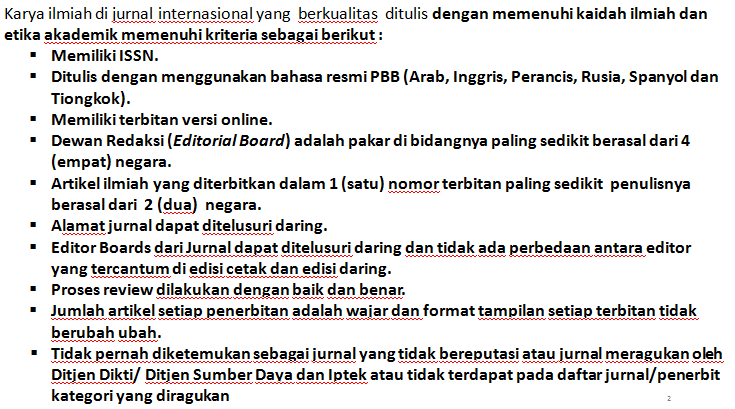 Karya ilmiah di jurnal internasional yang berkualitas ditulis dengan memenuhi kaidah ilmiah dan
etika akademik memenuhi kriteria sebagai berikut :
▪ Memiliki ISSN.
▪ Ditulis dengan menggunakan bahasa resmi PBB (Arab, Inggris, Perancis, Rusia, Spanyol dan
Tiongkok).
▪ Memiliki terbitan versi online.
▪ Dewan Redaksi (Editorial Board) adalah pakar di bidangnya paling sedikit berasal dari 4
(empat) negara.
▪ Artikel ilmiah yang diterbitkan dalam 1 (satu) nomor terbitan paling sedikit penulisnya
berasal dari 2 (dua) negara.
▪ Alamat jurnal dapat ditelusuri daring.
▪ Editor Boards dari Jurnal dapat ditelusuri daring dan tidak ada perbedaan antara editor
yang tercantum di edisi cetak dan edisi daring.
▪ Proses review dilakukan dengan baik dan benar.
▪ Jumlah artikel setiap penerbitan adalah wajar dan format tampilan setiap terbitan tidak
berubah ubah.
▪ Tidak pernah diketemukan sebagai jurnal yang tidak bereputasi atau jurnal meragukan oleh
Ditjen Dikti/ Ditjen Sumber Daya dan Iptek atau tidak terdapat pada daftar jurnal/penerbit
kategori yang diragukan
2